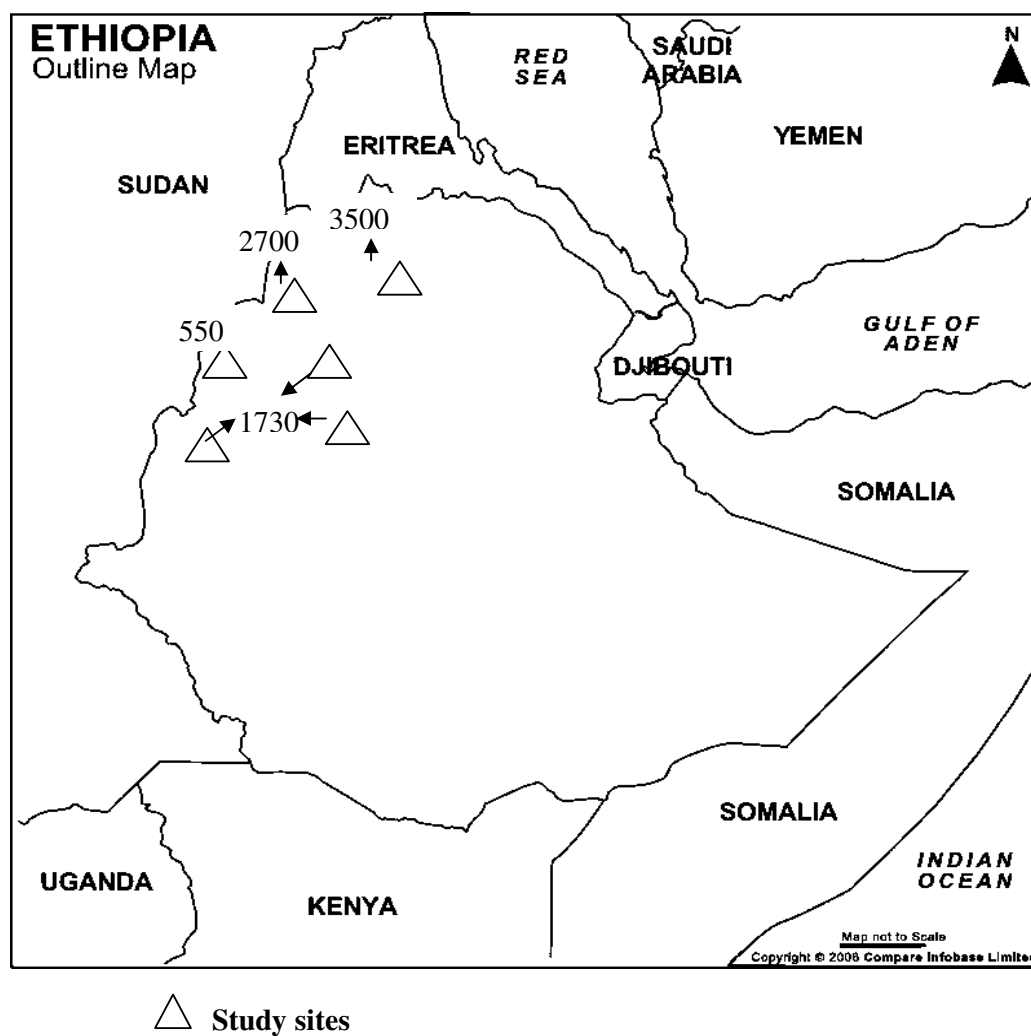 ETHIOPIA
Outline Map
RED
SEA
SAUDI
ARABIA
N
YEMEN
ERITREA
SUDAN
3500
2700
550
GULF OF
ADEN
DJIBOUTI
1730
SOMALIA
SOMALIA
UGANDA
KENYA
INDIAN
OCEAN
Map not to Scale
Copyright © 2006 Compare Infobase Limited
Study sites